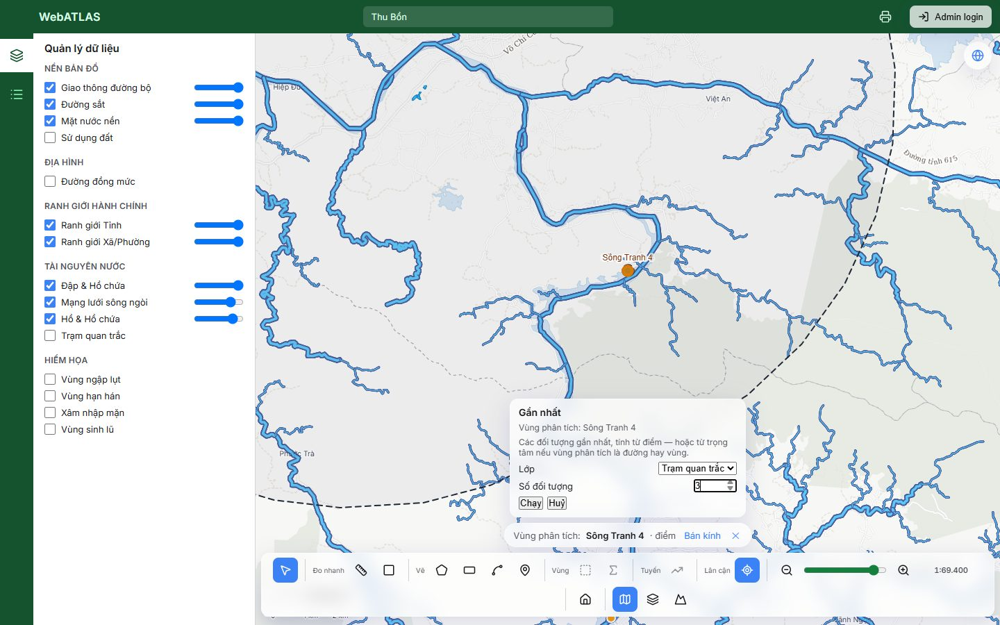 WebATLAS
Thu Bồn
Admin login
Quản lý dữ liệu
NỀN BẢN ĐỒ
Giao thông đường bộ
Đường sắt
Mặt nước nền
Sử dụng đất
ĐỊA HÌNH
Đường đồng mức
RANH GIỚI HÀNH CHÍNH
Ranh giới Tỉnh
Ranh giới Xã/Phường
TÀI NGUYÊN NƯỚC
Đập & Hồ chứa
Mạng lưới sông ngòi
Hồ & Hồ chứa
Trạm quan trắc
HIỂM HỌA
Vùng ngập lụt
Vùng hạn hán
Xâm nhập mặn
Vùng sinh lũ
Võ Chí
Hiệp
Việt An
Đường tỉnh 615
Sông Tranh 4
Phước Trà
Gần nhất
Vùng phân tích: Sông Tranh 4
Các đối tượng gần nhất, tính từ điểm — hoặc từ trọng
tâm nếu vùng phân tích là đường hay vùng.
Lớp
Trạm quan trắc
Số đối tượng
3
Chạy Huỷ
Vùng phân tích: Sông Tranh 4 · điểm Bán kính
Đo nhanh
Vẽ
Vùng
Tuyến
Lân cận
1:69.400